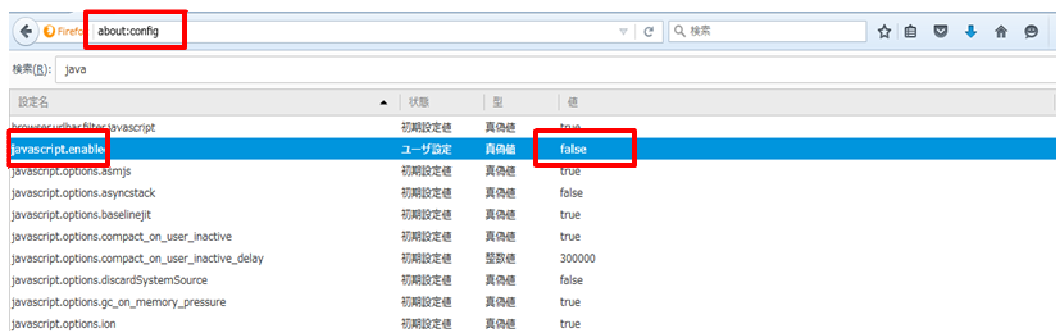 Firefo about:config 検索
検索(R): java
設定名 状態 型 値
browser.urlbar.filter.javascript 初期設定値 真偽値 true
javascript.enable ユーザ設定 真偽値 false
javascript.options.asmjs 初期設定値 真偽値 true
javascript.options.asyncstack 初期設定値 真偽値 false
javascript.options.baselinejit 初期設定値 真偽値 true
javascript.options.compact_on_user_inactive 初期設定値 真偽値 true
javascript.options.compact_on_user_inactive_delay 初期設定値 整数値 300000
javascript.options.discardSystemSource 初期設定値 真偽値 false
javascript.options.gc_on_memory_pressure 初期設定値 真偽値 true
javascript.options.ion 初期設定値 真偽値 true